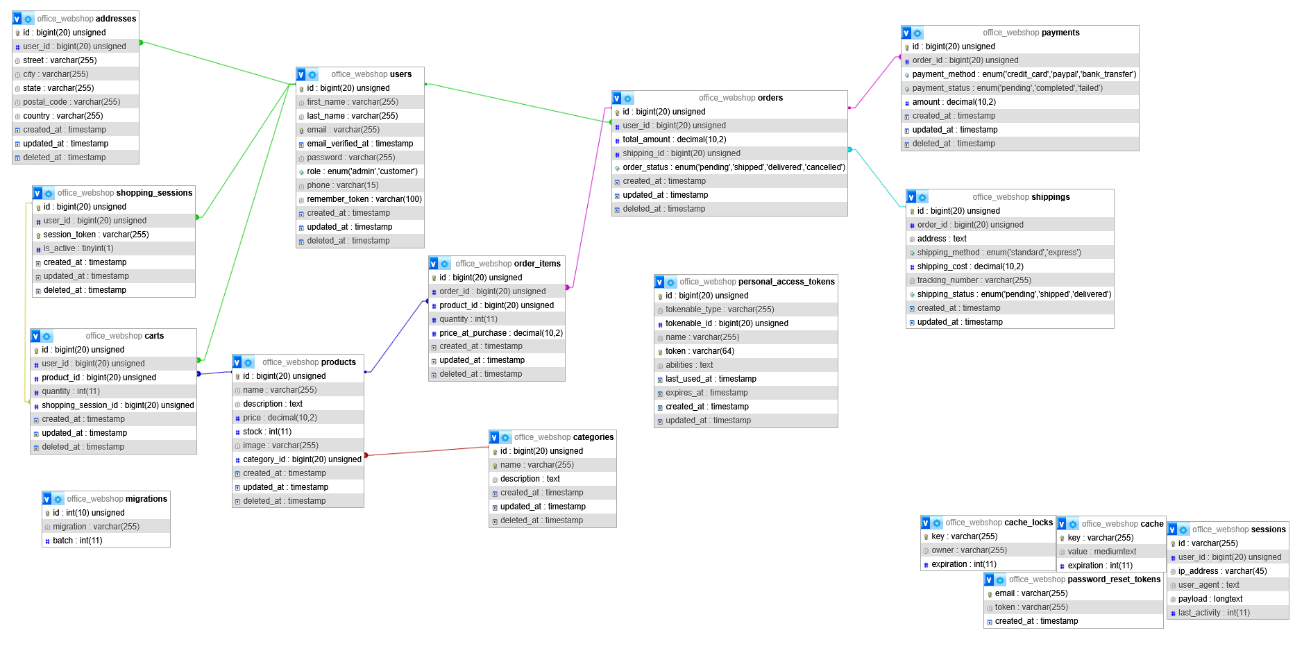 office_webshop addresses
id : bigint(20) unsigned
user_id : bigint(20) unsigned
street : varchar(255)
city : varchar(255)
state : varchar(255)
postal_code : varchar(255)
country : varchar(255)
created_at : timestamp
updated_at : timestamp
deleted_at : timestamp
office_webshop users
id : bigint(20) unsigned
first_name : varchar(255)
last_name : varchar(255)
email : varchar(255)
email_verified_at : timestamp
password : varchar(255)
role : enum('admin','customer')
phone : varchar(15)
remember_token : varchar(100)
created_at : timestamp
updated_at : timestamp
deleted_at : timestamp
office_webshop orders
id : bigint(20) unsigned
user_id : bigint(20) unsigned
total_amount : decimal(10,2)
shipping_id : bigint(20) unsigned
order_status : enum('pending','shipped','delivered','cancelled')
created_at : timestamp
updated_at : timestamp
deleted_at : timestamp
office_webshop payments
id : bigint(20) unsigned
order_id : bigint(20) unsigned
payment_method : enum('credit_card','paypal','bank_transfer')
payment_status : enum('pending','completed','failed')
amount : decimal(10,2)
created_at : timestamp
updated_at : timestamp
deleted_at : timestamp
office_webshop shopping_sessions
id : bigint(20) unsigned
user_id : bigint(20) unsigned
session_token : varchar(255)
is_active : tinyint(1)
created_at : timestamp
updated_at : timestamp
deleted_at : timestamp
office_webshop shippings
id : bigint(20) unsigned
order_id : bigint(20) unsigned
address : text
shipping_method : enum('standard','express')
shipping_cost : decimal(10,2)
tracking_number : varchar(255)
shipping_status : enum('pending','shipped','delivered')
created_at : timestamp
updated_at : timestamp
office_webshop order_items
id : bigint(20) unsigned
order_id : bigint(20) unsigned
product_id : bigint(20) unsigned
quantity : int(11)
price_at_purchase : decimal(10,2)
created_at : timestamp
updated_at : timestamp
deleted_at : timestamp
office_webshop personal_access_tokens
id : bigint(20) unsigned
tokenable_type : varchar(255)
tokenable_id : bigint(20) unsigned
name : varchar(255)
token : varchar(64)
abilities : text
last_used_at : timestamp
expires_at : timestamp
created_at : timestamp
updated_at : timestamp
office_webshop carts
id : bigint(20) unsigned
user_id : bigint(20) unsigned
product_id : bigint(20) unsigned
quantity : int(11)
shopping_session_id : bigint(20) unsigned
created_at : timestamp
updated_at : timestamp
deleted_at : timestamp
office_webshop products
id : bigint(20) unsigned
name : varchar(255)
description : text
price : decimal(10,2)
stock : int(11)
image : varchar(255)
category_id : bigint(20) unsigned
created_at : timestamp
updated_at : timestamp
deleted_at : timestamp
office_webshop categories
id : bigint(20) unsigned
name : varchar(255)
description : text
created_at : timestamp
updated_at : timestamp
deleted_at : timestamp
office_webshop migrations
id : int(10) unsigned
migration : varchar(255)
batch : int(11)
office_webshop cache_locks
key : varchar(255)
owner : varchar(255)
expiration : int(11)
office_webshop cache
key : varchar(255)
value : mediumtext
expiration : int(11)
office_webshop sessions
id : varchar(255)
user_id : bigint(20) unsigned
ip_address : varchar(45)
user_agent : text
payload : longtext
last_activity : int(11)
office_webshop password_reset_tokens
email : varchar(255)
token : varchar(255)
created_at : timestamp